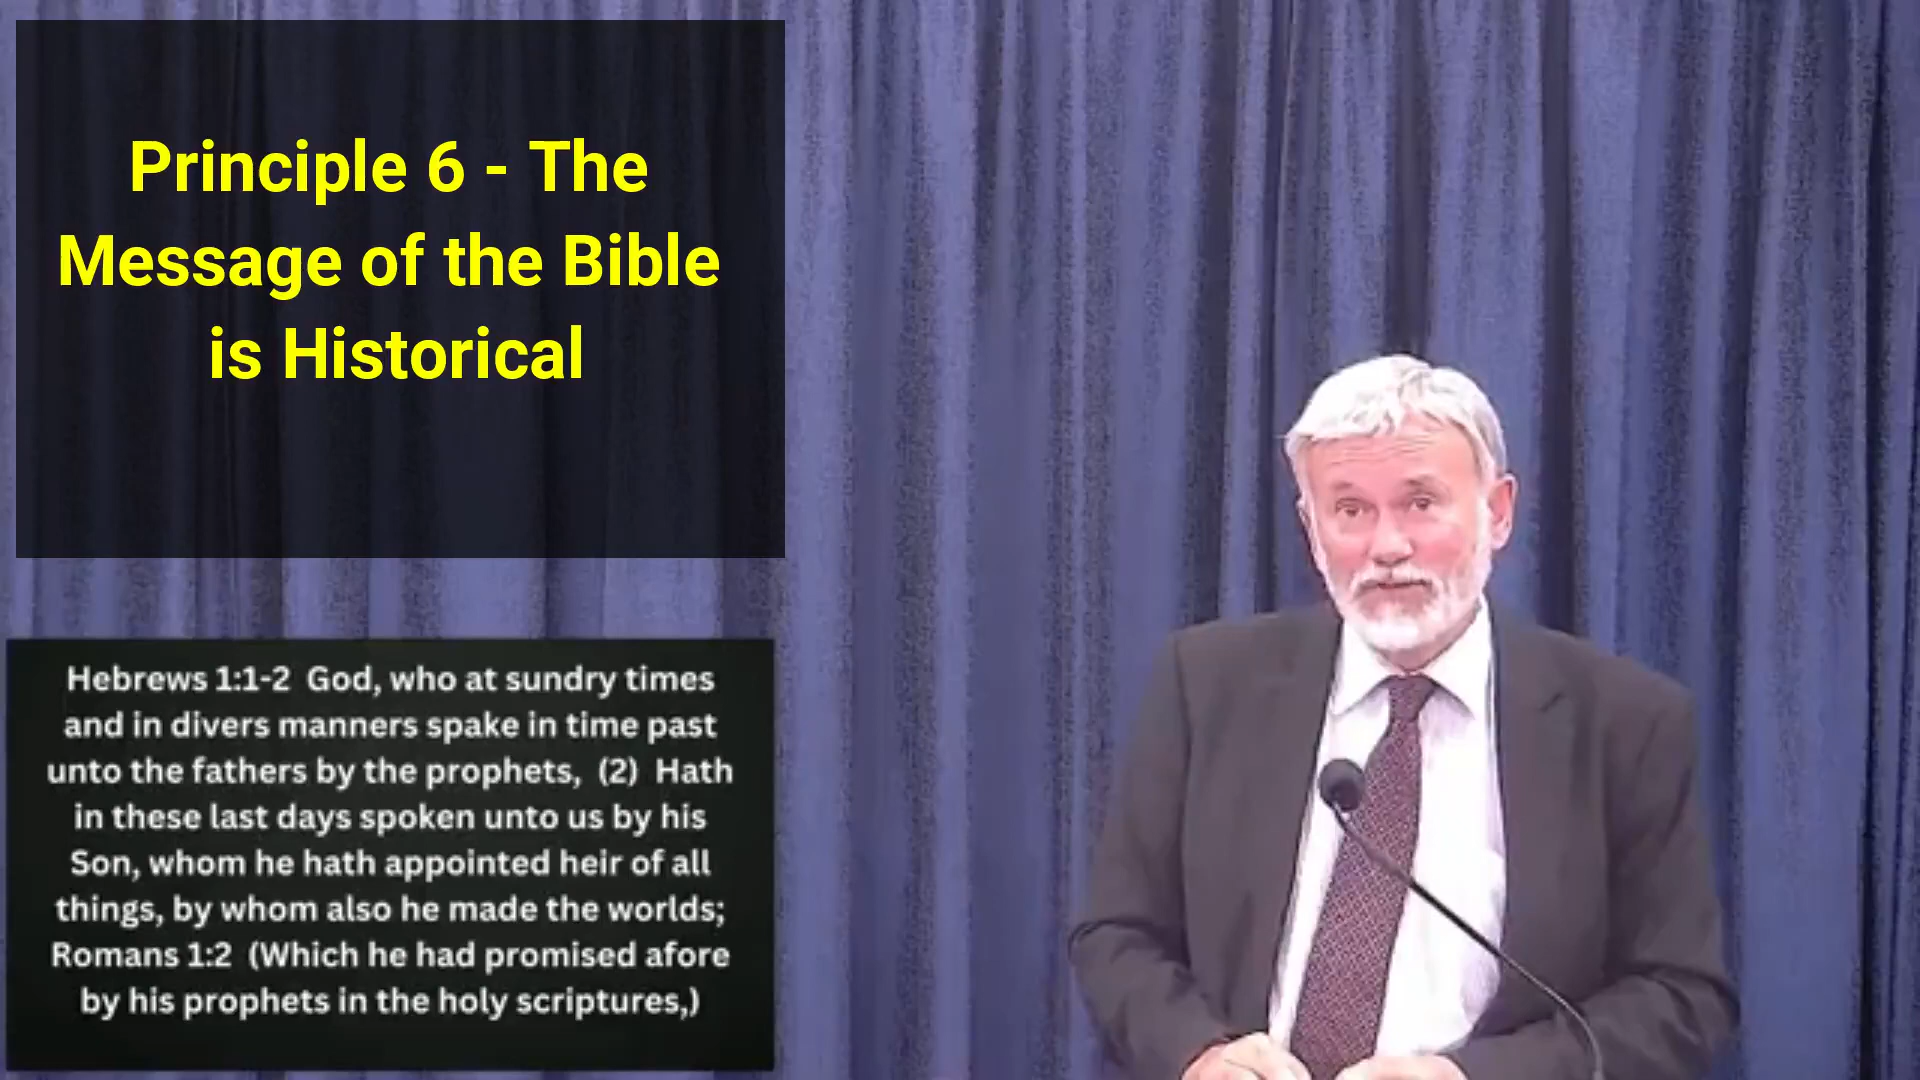 Principle 6 - The
Message of the Bible
is Historical
Hebrews 1:1-2  God, who at sundry times
and in divers manners spake in time past
unto the fathers by the prophets,  (2)  Hath
in these last days spoken unto us by his
Son, whom he hath appointed heir of all
things, by whom also he made the worlds;
Romans 1:2  (Which he had promised afore
by his prophets in the holy scriptures,)